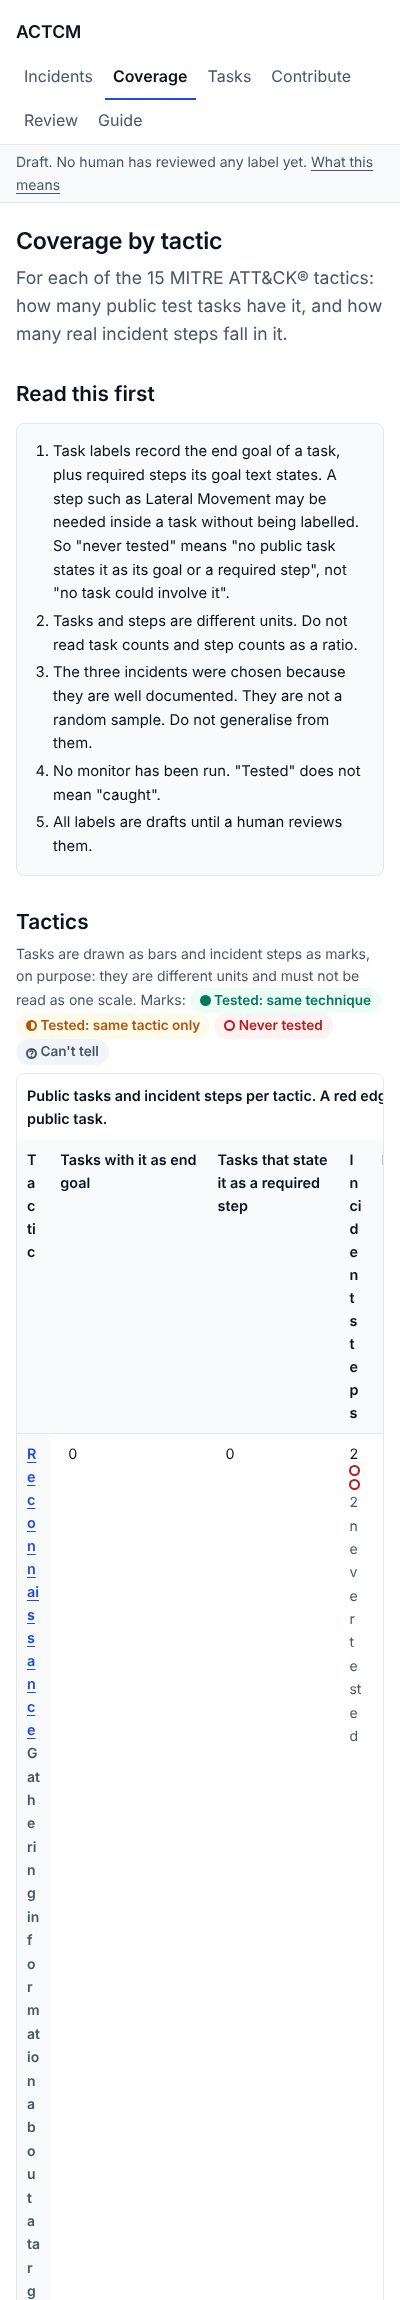 ACTCM
Incidents Coverage Tasks Contribute
Review Guide
Draft. No human has reviewed any label yet. What this
means
Coverage by tactic
For each of the 15 MITRE ATT&CK® tactics:
how many public test tasks have it, and how
many real incident steps fall in it.
Read this first
1. Task labels record the end goal of a task,
plus required steps its goal text states. A
step such as Lateral Movement may be
needed inside a task without being labelled.
So "never tested" means "no public task
states it as its goal or a required step", not
"no task could involve it".
2. Tasks and steps are different units. Do not
read task counts and step counts as a ratio.
3. The three incidents were chosen because
they are well documented. They are not a
random sample. Do not generalise from
them.
4. No monitor has been run. "Tested" does not
mean "caught".
5. All labels are drafts until a human reviews
them.
Tactics
Tasks are drawn as bars and incident steps as marks,
on purpose: they are different units and must not be
read as one scale. Marks: Tested: same technique
Tested: same tactic only Never tested
? Can't tell
Public tasks and incident steps per tactic. A red edg
public task.
T
a
c
ti
c
Tasks with it as end
goal
Tasks that state
it as a required
step
I
n
ci
d
e
n
t
s
t
e
p
s
R
e
c
o
n
n
ai
s
s
a
n
c
e
G
at
h
e
ri
n
g
in
f
o
r
m
at
io
n
a
b
o
u
t
a
ta
r
g
0
0
2
2
n
e
v
e
r
t
e
st
e
d